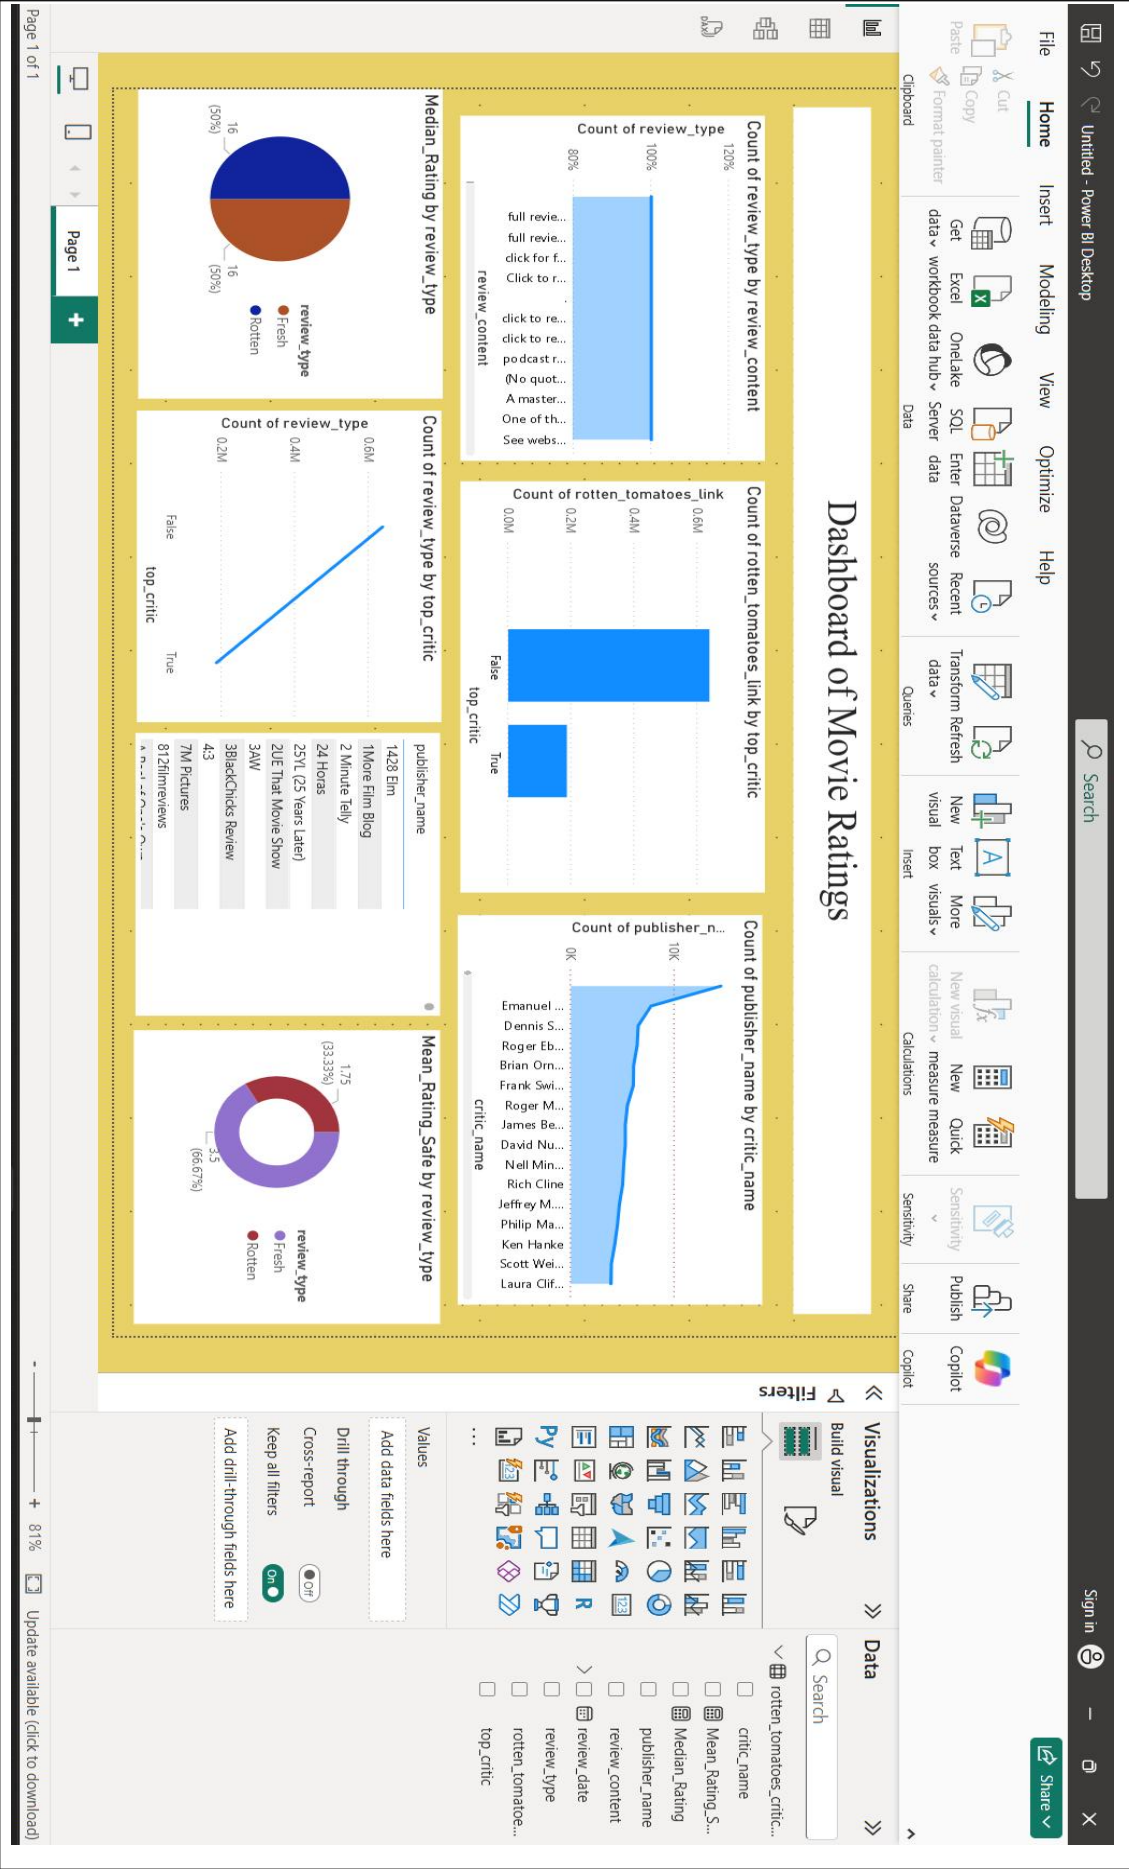 Untitled - Power BI Desktop
Search
Sign in
File Home Insert Modeling View Optimize Help
Share
Paste
Cut
Copy
Format painter
Clipboard
Get data
Excel workbook
OneLake data hub
SQL Server
Enter data
Dataverse
Recent sources
Data
Transform data
Refresh
Queries
New visual
Text box
More visuals
Insert
New visual calculation
New measure
Quick measure
Calculations
Sensitivity
Sensitivity
Publish
Share
Copilot
Copilot
Dashboard of Movie Ratings
Count of review_type by review_content
Count of review_type
120%
100%
80%
full revie...
full revie...
click for f...
Click to r...
.
click to re...
click to re...
podcast r...
(No quot...
A master...
One of th...
See webs...
review_content
Count of rotten_tomatoes_link by top_critic
Count of rotten_tomatoes_link
0.6M
0.4M
0.2M
0.0M
False
True
top_critic
Count of publisher_name by critic_name
Count of publisher_n...
10K
0K
Emanuel ...
Dennis S...
Roger Eb...
Brian Orn...
Frank Swi...
Roger M...
James Be...
David Nu...
Nell Min...
Rich Cline
Jeffrey M....
Philip Ma...
Ken Hanke
Scott Wei...
Laura Clif...
critic_name
Median_Rating by review_type
16
(50%)
16
(50%)
review_type
Fresh
Rotten
Count of review_type by top_critic
Count of review_type
0.6M
0.4M
0.2M
False
True
top_critic
publisher_name
1428 Elm
1More Film Blog
2 Minute Telly
24 Horas
25YL (25 Years Later)
2UE That Movie Show
3AW
3BlackChicks Review
4:3
7M Pictures
812filmreviews
Mean_Rating_Safe by review_type
1.75
(33.33%)
3.5
(66.67%)
review_type
Fresh
Rotten
Filters
Visualizations
Build visual
Py
R
123
Values
Add data fields here
Drill through
Cross-report
Off
Keep all filters
On
Add drill-through fields here
Data
Search
rotten_tomatoes_critic...
critic_name
Mean_Rating_S...
Median_Rating
publisher_name
review_content
review_date
review_type
rotten_tomatoe...
top_critic
Page 1
Page 1 of 1
81%
Update available (click to download)